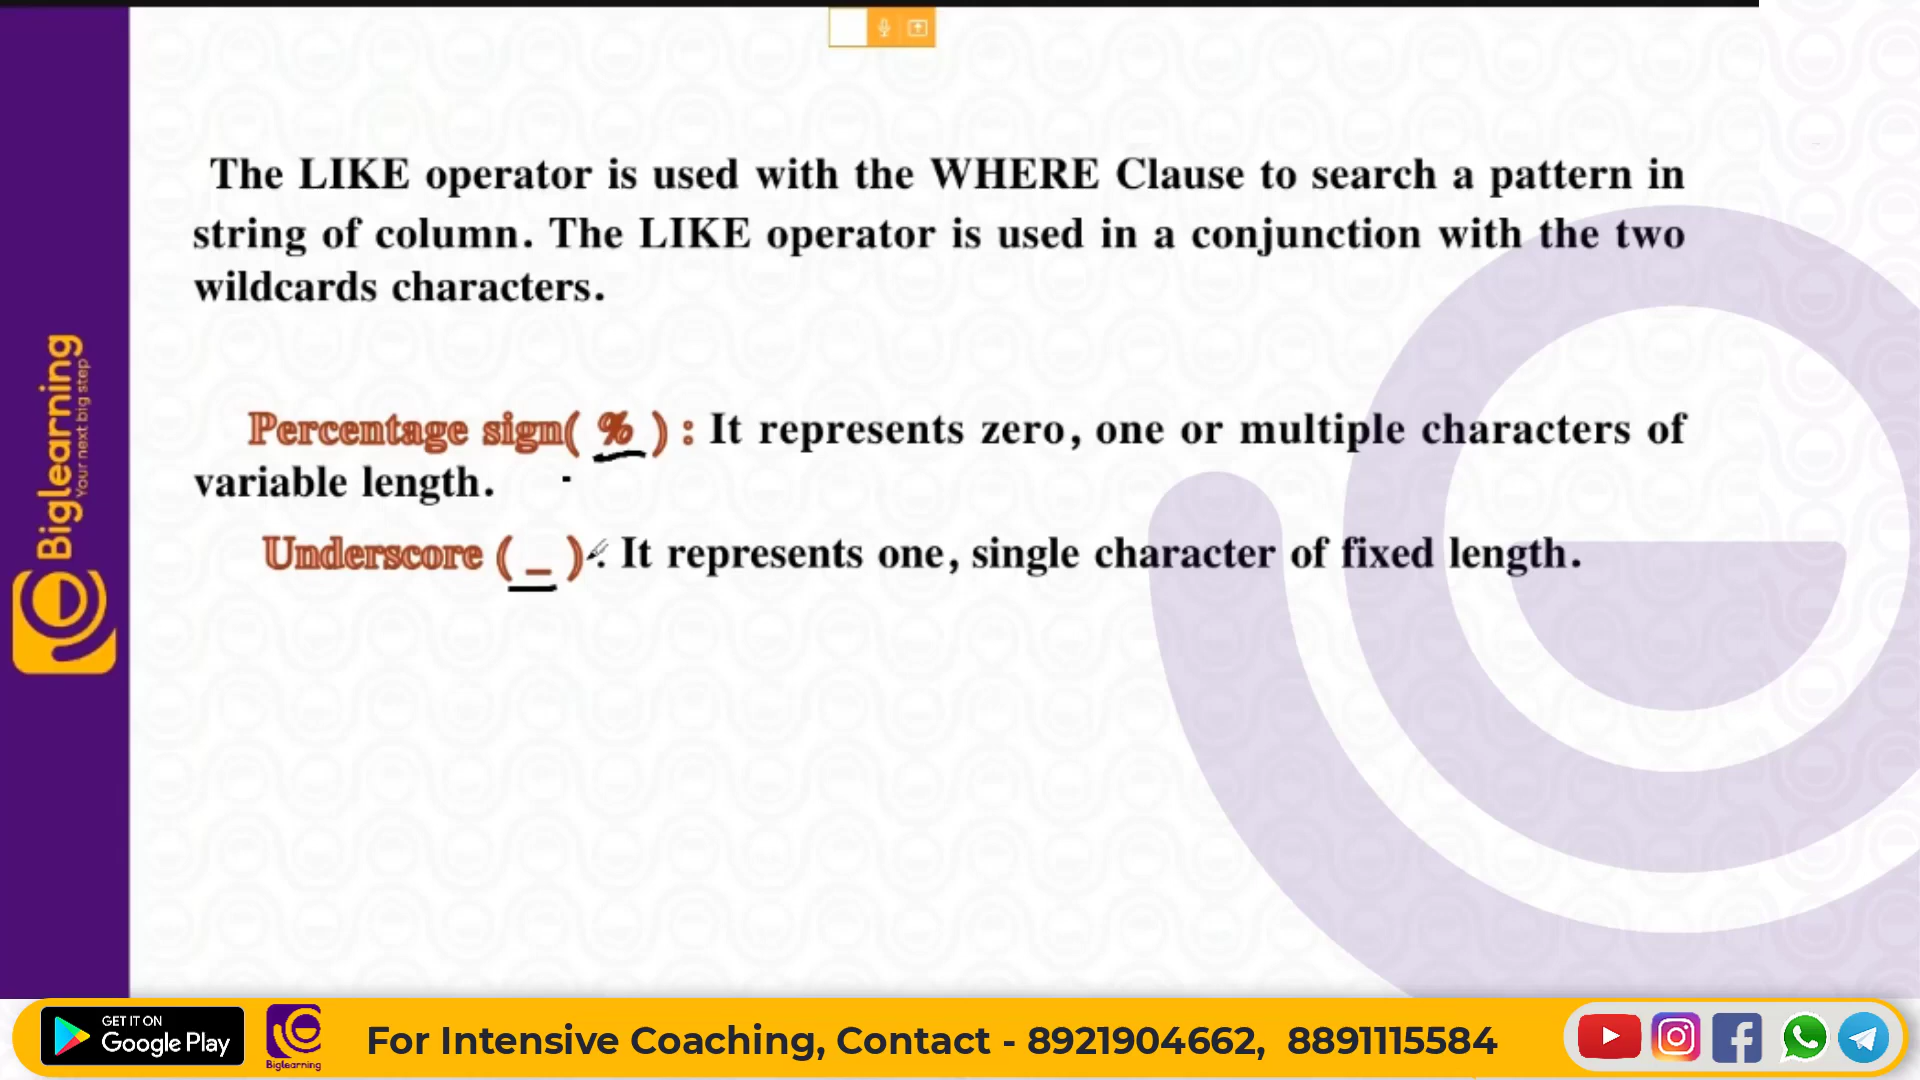 The LIKE operator is used with the WHERE Clause to search a pattern in
string of column. The LIKE operator is used in a conjunction with the two
wildcards characters.
Percentage sign( % ) : It represents zero, one or multiple characters of
variable length.
Underscore ( _ ) : It represents one, single character of fixed length.
Biglearning
Your next big step
GET IT ON
Google Play
Biglearning
For Intensive Coaching, Contact - 8921904662, 8891115584